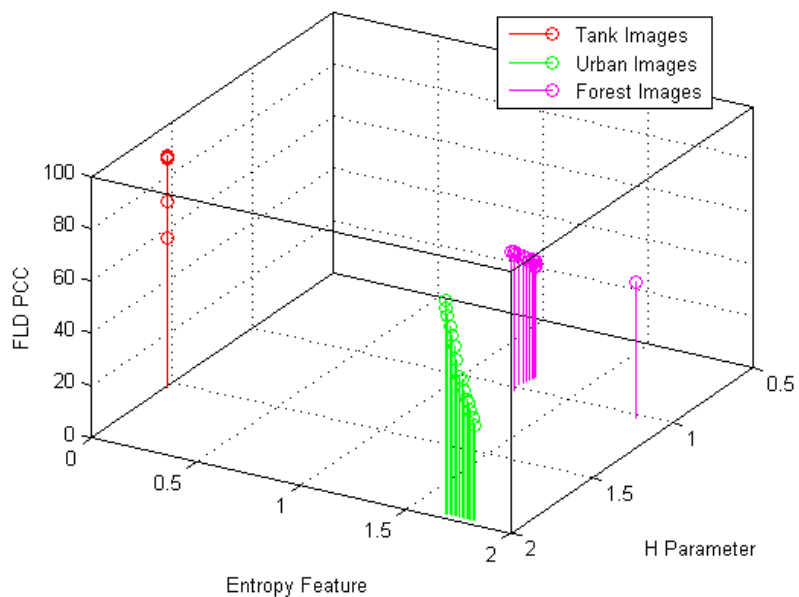 Tank Images
Urban Images
Forest Images
100
80
60
40
20
0
FLD PCC
0
0.5
1
1.5
2
Entropy Feature
2
1.5
1
0.5
H Parameter